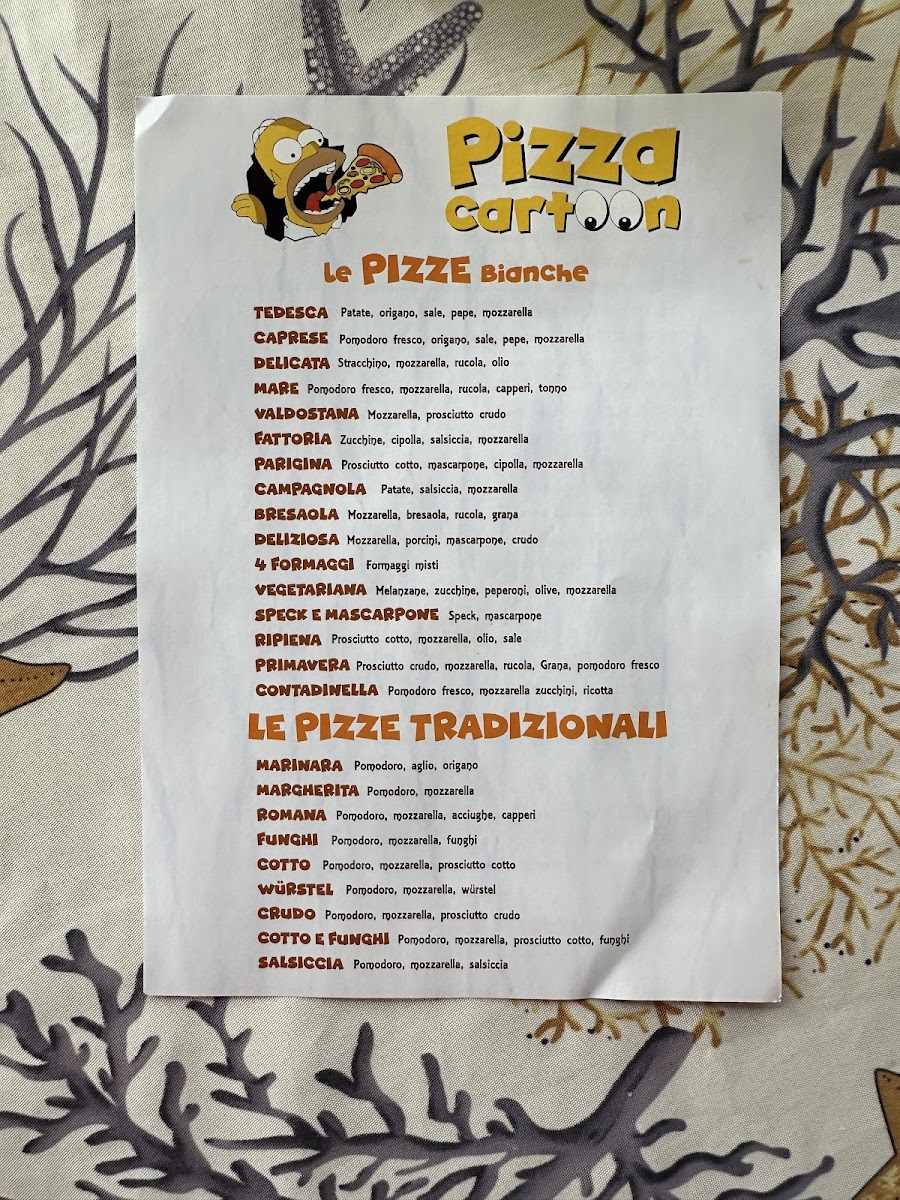 Pizza
cartoon
Le PIZZE Bianche
TEDESCA Patate, origano, sale, pepe, mozzarella
CAPRESE Pomodoro fresco, origano, sale, pepe, mozzarella
DELICATA Stracchino, mozzarella, rucola, olio
MARE Pomodoro fresco, mozzarella, rucola, capperi, tonno
VALDOSTANA Mozzarella, prosciutto crudo
FATTORIA Zucchine, cipolla, salsiccia, mozzarella
PARIGINA Prosciutto cotto, mascarpone, cipolla, mozzarella
CAMPAGNOLA Patate, salsiccia, mozzarella
BRESAOLA Mozzarella, bresaola, rucola, grana
DELIZIOSA Mozzarella, porcini, mascarpone, crudo
4 FORMAGGI Formaggi misti
VEGETARIANA Melanzane, zucchine, peperoni, olive, mozzarella
SPECK E MASCARPONE Speck, mascarpone
RIPIENA Prosciutto cotto, mozzarella, olio, sale
PRIMAVERA Prosciutto crudo, mozzarella, rucola, Grana, pomodoro fresco
CONTADINELLA Pomodoro fresco, mozzarella zucchini, ricotta
LE PIZZE TRADIZIONALI
MARINARA Pomodoro, aglio, origano
MARGHERITA Pomodoro, mozzarella
ROMANA Pomodoro, mozzarella, acciughe, capperi
FUNGHI Pomodoro, mozzarella, funghi
COTTO Pomodoro, mozzarella, prosciutto cotto
WÜRSTEL Pomodoro, mozzarella, würstel
CRUDO Pomodoro, mozzarella, prosciutto crudo
COTTO E FUNGHI Pomodoro, mozzarella, prosciutto cotto, funghi
SALSICCIA Pomodoro, mozzarella, salsiccia